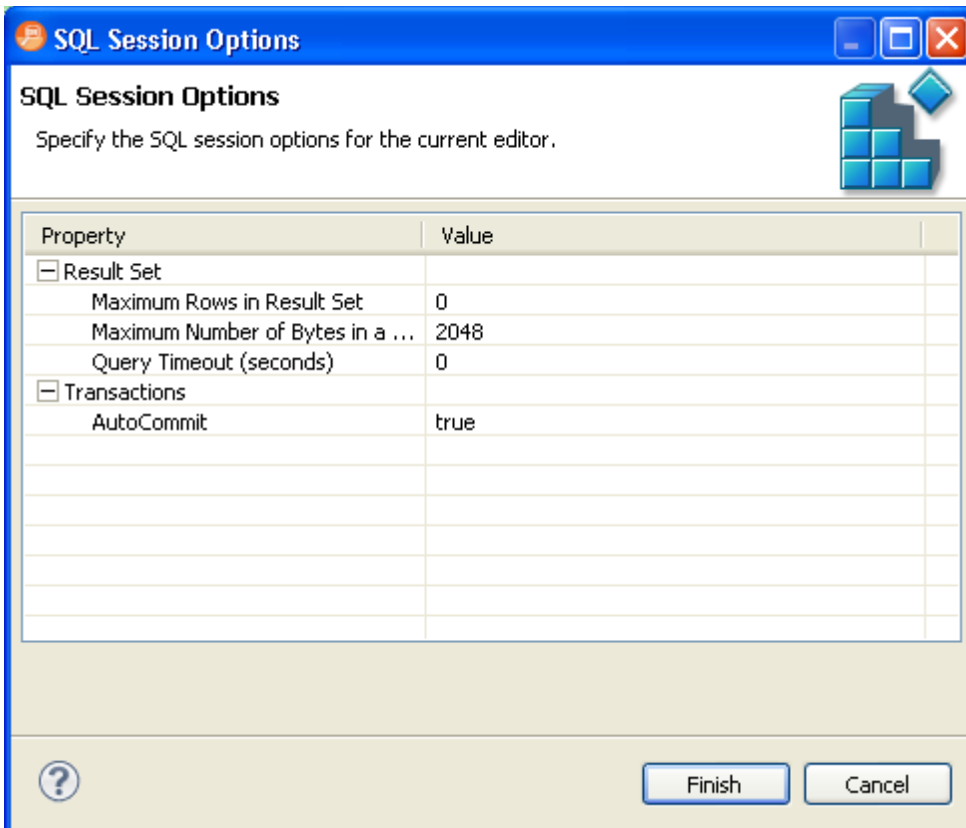 SQL Session Options
SQL Session Options
Specify the SQL session options for the current editor.
Property Value
Result Set
Maximum Rows in Result Set 0
Maximum Number of Bytes in a ... 2048
Query Timeout (seconds) 0
Transactions
AutoCommit true
? Finish Cancel